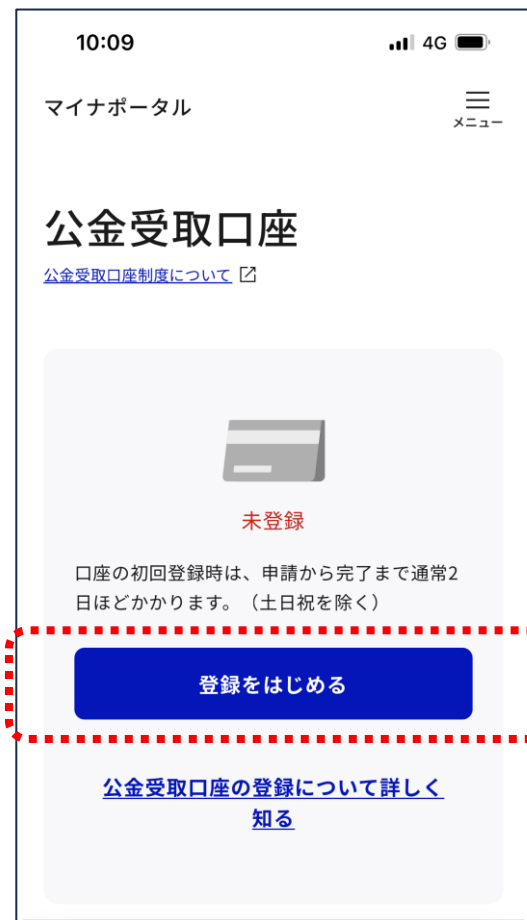 10:09
4G
マイナポータル
メニュー
公金受取口座
公金受取口座制度について
未登録
口座の初回登録時は、申請から完了まで通常2
日ほどかかります。（土日祝を除く）
登録をはじめる
公金受取口座の登録について詳しく
知る